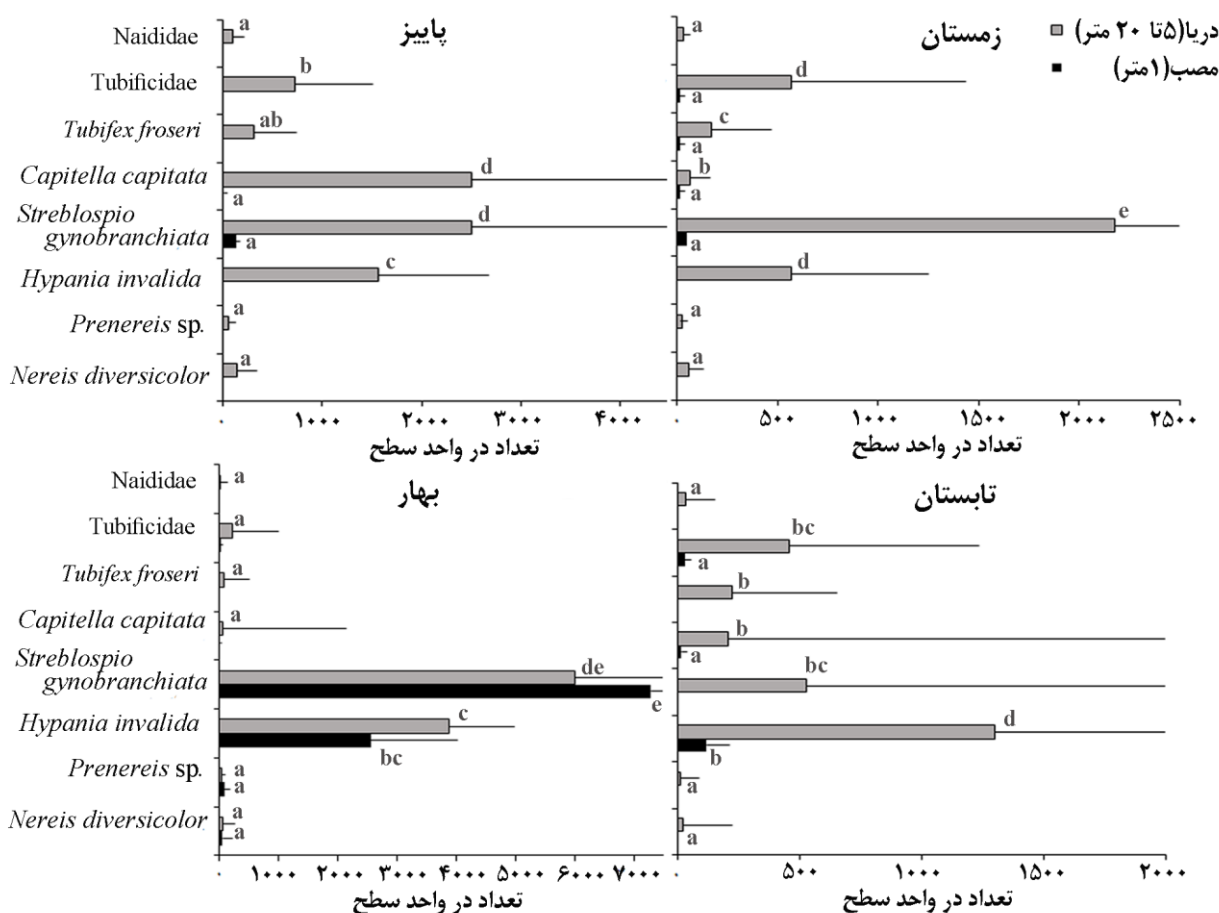 پاییز
Naididae
a
Tubificidae
b
Tubifex froseri
ab
Capitella capitata
d
a
Streblospio
gynobranchiata
d
a
Hypania invalida
c
Prenereis sp.
a
Nereis diversicolor
a
۰ ۱۰۰۰ ۲۰۰۰ ۳۰۰۰ ۴۰۰۰
تعداد در واحد سطح
زمستان
دریا(۵تا ۲۰ متر)
مصب(۱متر)
a
d
a
c
a
b
a
e
a
d
a
a
۰ ۵۰۰ ۱۰۰۰ ۱۵۰۰ ۲۰۰۰ ۲۵۰۰
تعداد در واحد سطح
بهار
Naididae
a
Tubificidae
a
Tubifex froseri
a
Capitella capitata
a
Streblospio
gynobranchiata
de
e
Hypania invalida
c
bc
Prenereis sp.
a
a
Nereis diversicolor
a
a
۰ ۱۰۰۰ ۲۰۰۰ ۳۰۰۰ ۴۰۰۰ ۵۰۰۰ ۶۰۰۰ ۷۰۰۰
تعداد در واحد سطح
تابستان
a
bc
a
b
b
a
bc
d
b
a
a
۰ ۵۰۰ ۱۰۰۰ ۱۵۰۰ ۲۰۰۰
تعداد در واحد سطح